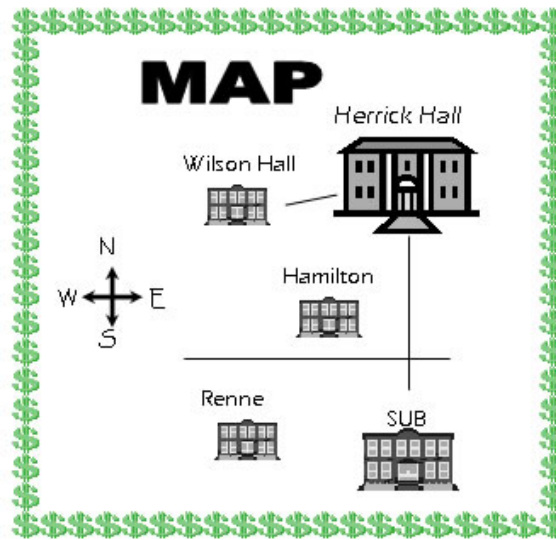 MAP
Herrick Hall
Wilson Hall
Hamilton
N
W E
S
Renne
SUB